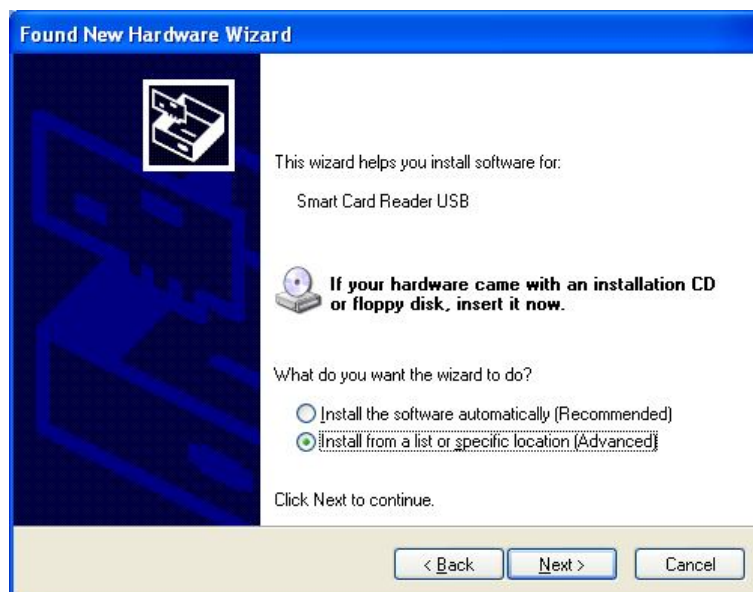 Found New Hardware Wizard
This wizard helps you install software for:
Smart Card Reader USB
If your hardware came with an installation CD
or floppy disk, insert it now.
What do you want the wizard to do?
Install the software automatically (Recommended)
Install from a list or specific location (Advanced)
Click Next to continue.
< Back
Next >
Cancel